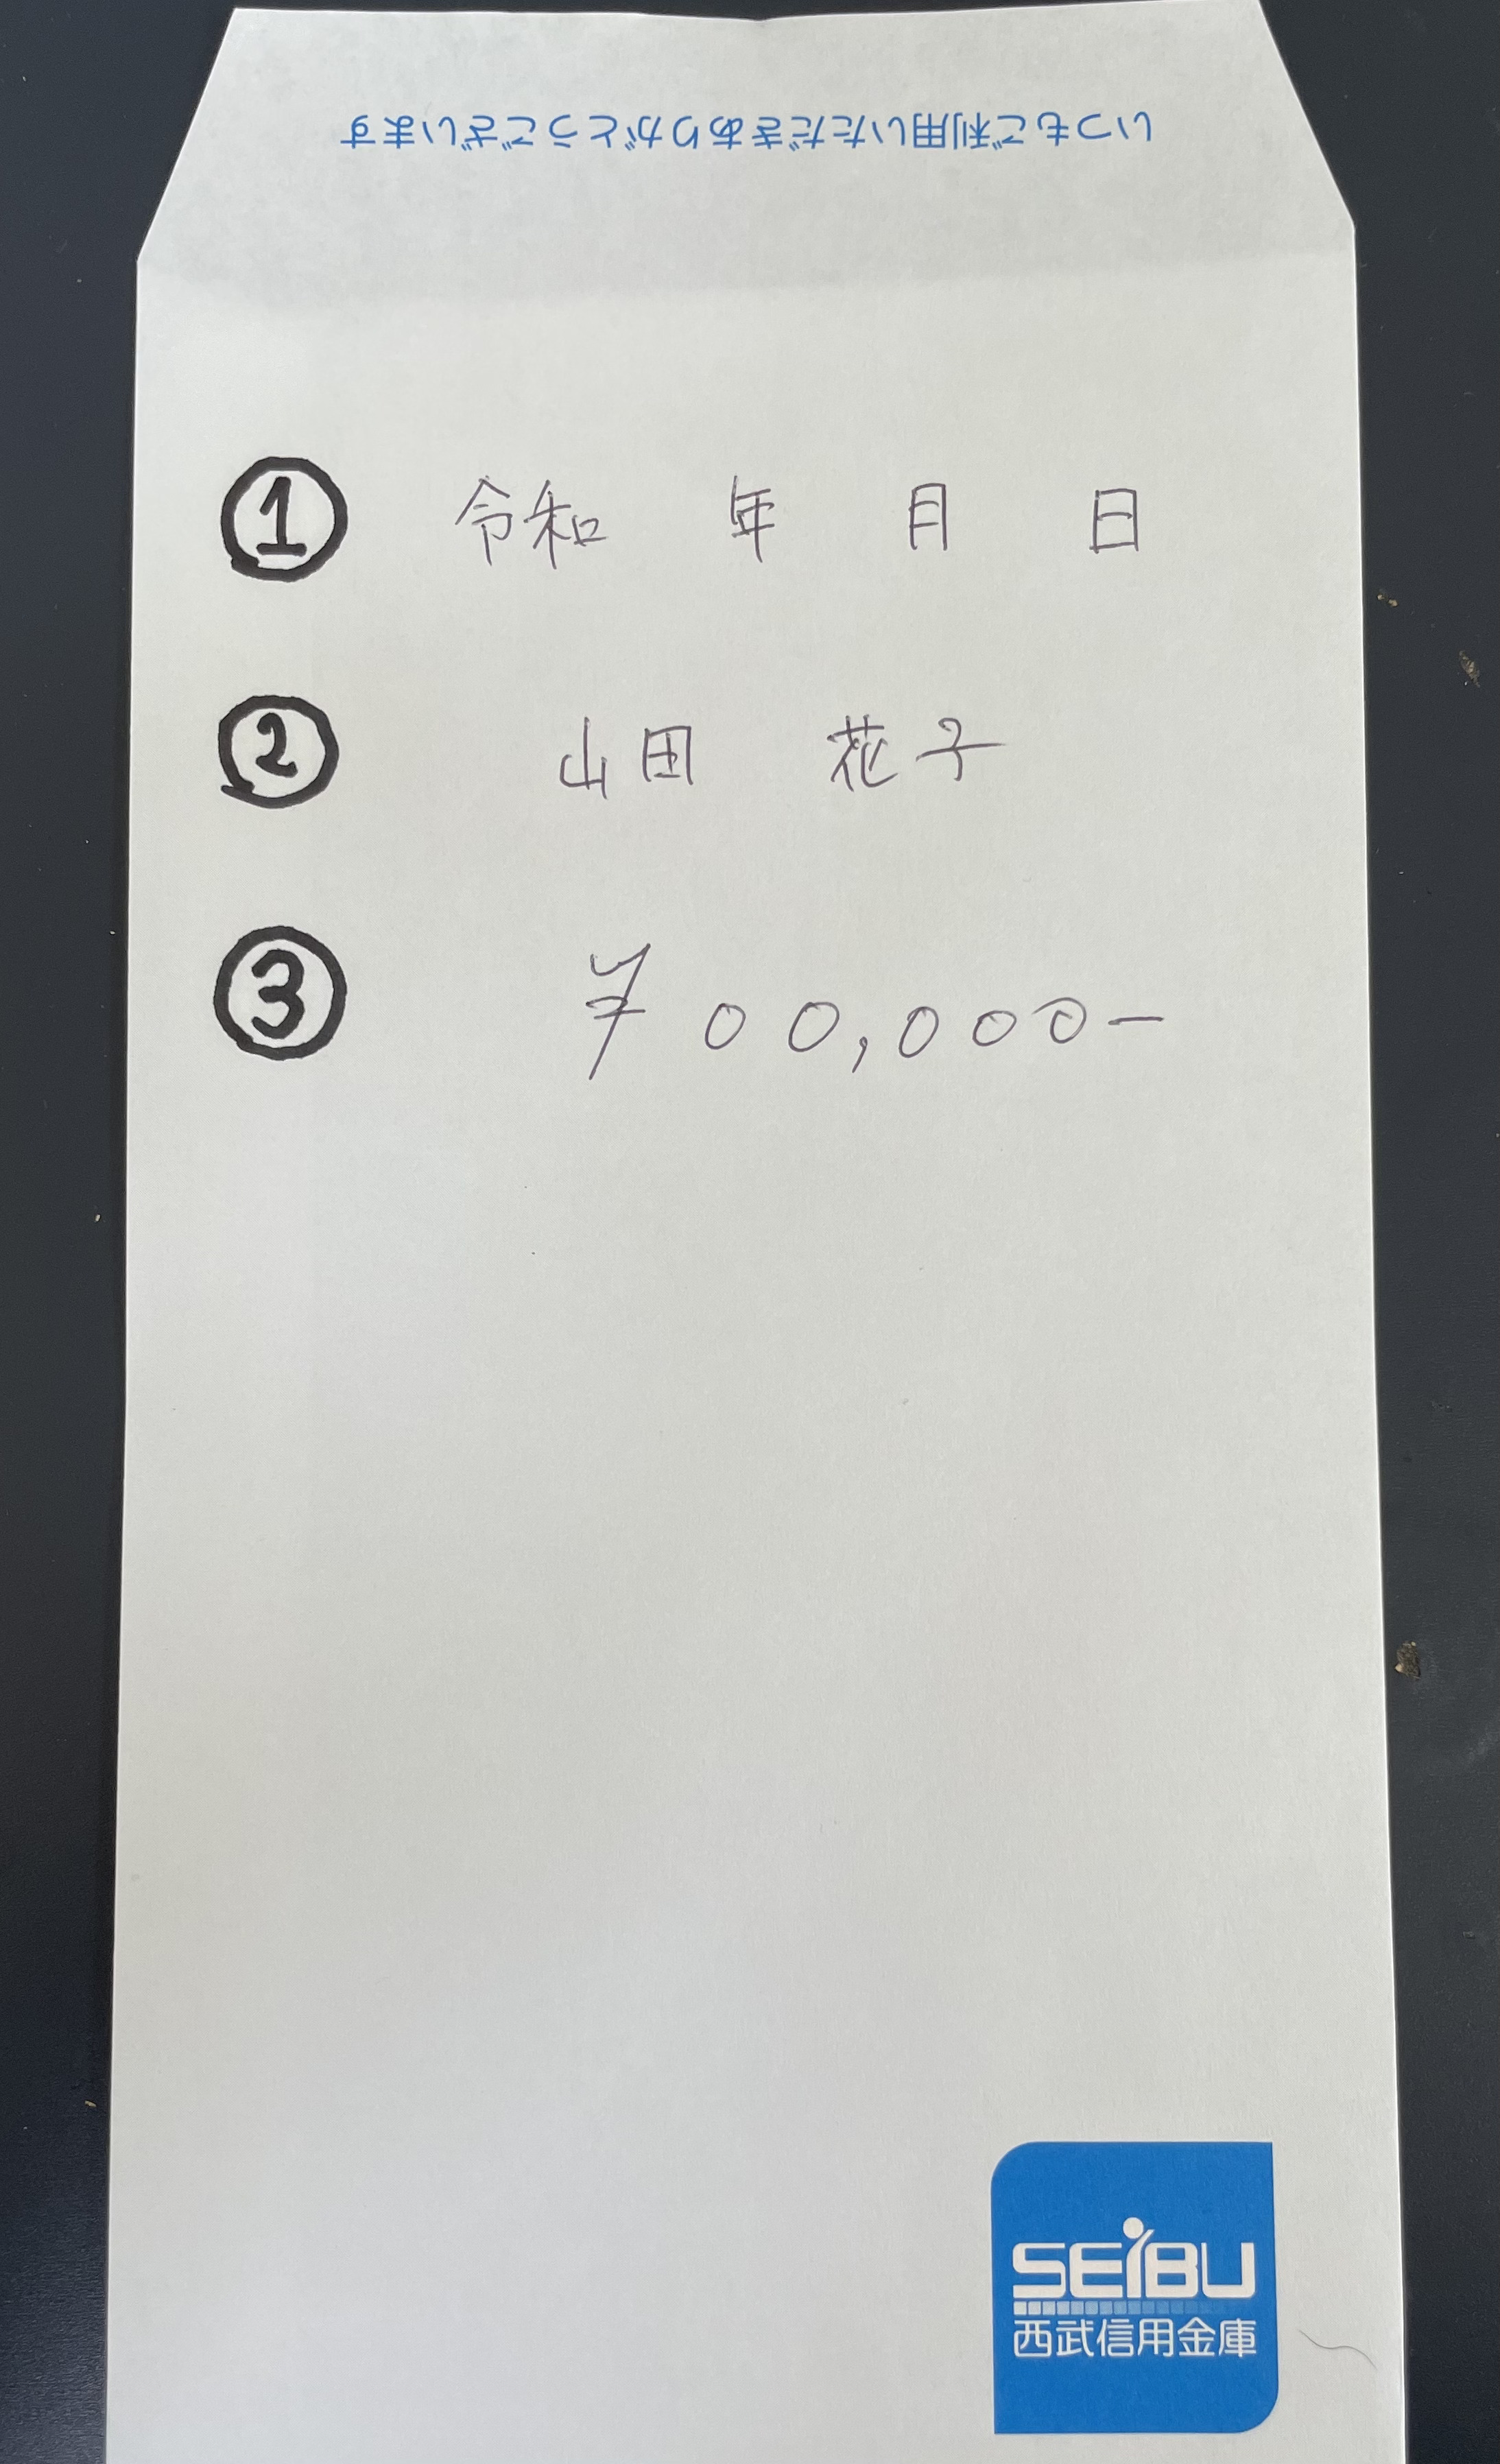 いつもご利用いただきありがとうございます
① 令和 年 月 日
② 山田 花子
③ ¥00,000-
SEiBU
西武信用金庫